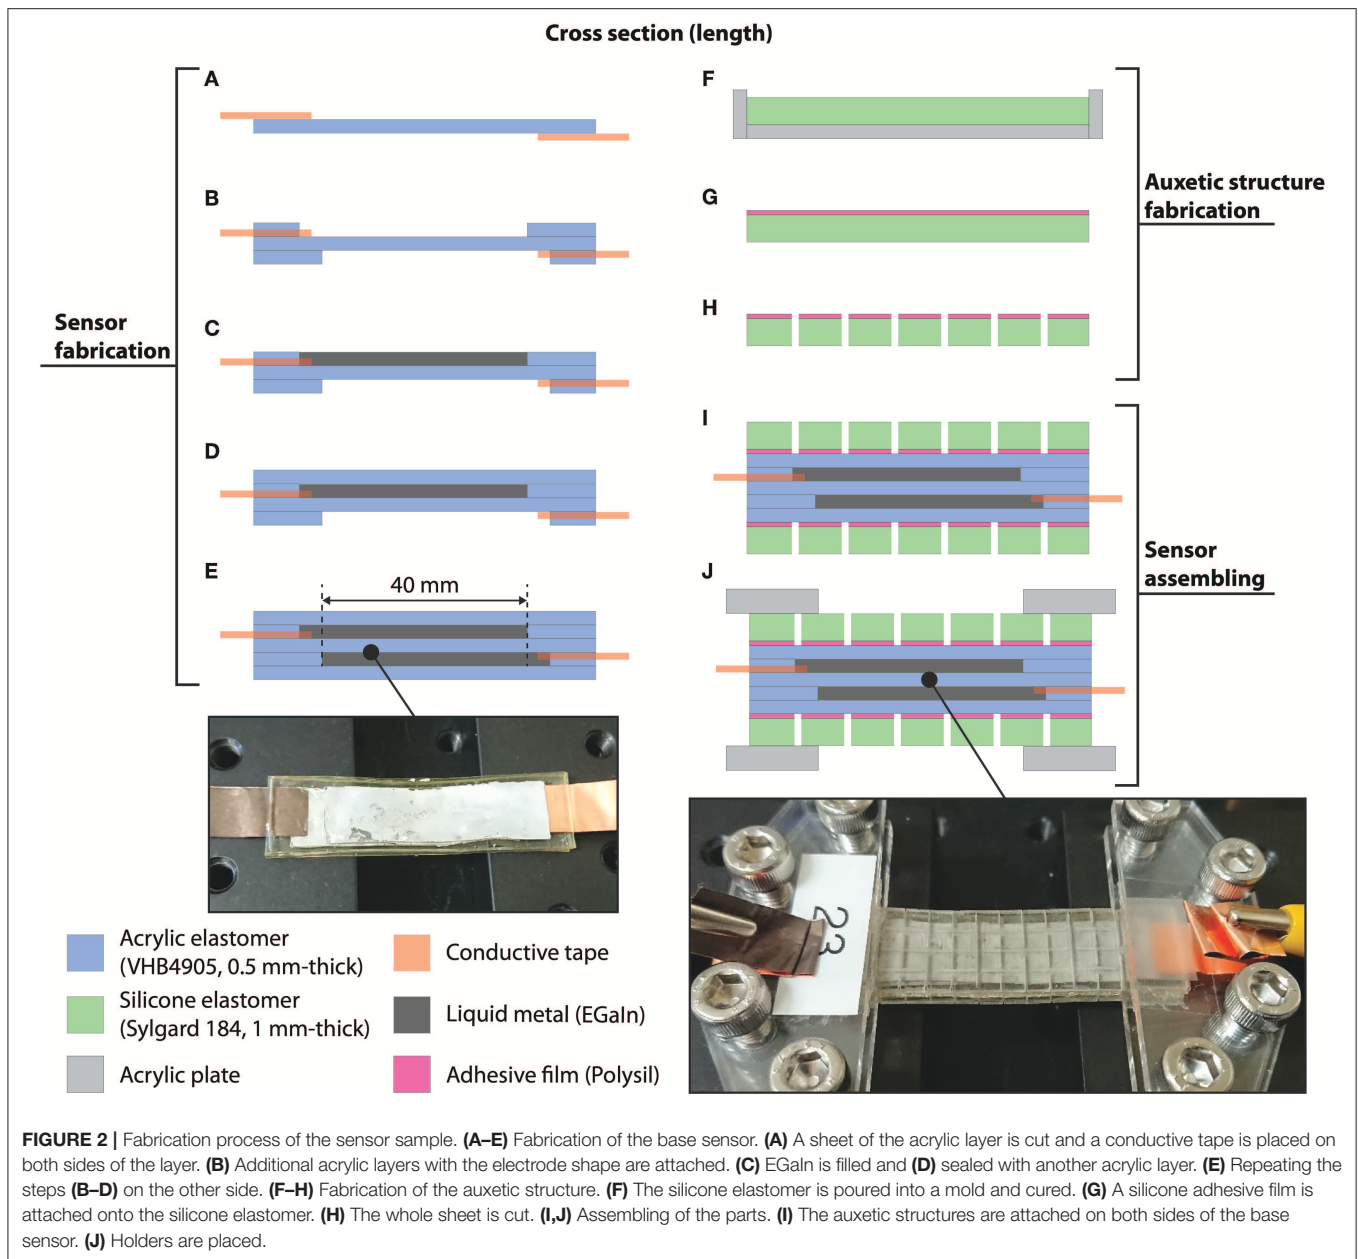 Cross section (length)
A
B
C
D
E
40 mm
Sensor
fabrication
F
G
H
Auxetic structure
fabrication
I
J
Sensor
assembling
23
Acrylic elastomer
(VHB4905, 0.5 mm-thick)
Silicone elastomer
(Sylgard 184, 1 mm-thick)
Acrylic plate
Conductive tape
Liquid metal (EGaIn)
Adhesive film (Polysil)
FIGURE 2 | Fabrication process of the sensor sample. (A–E) Fabrication of the base sensor. (A) A sheet of the acrylic layer is cut and a conductive tape is placed on
both sides of the layer. (B) Additional acrylic layers with the electrode shape are attached. (C) EGaIn is filled and (D) sealed with another acrylic layer. (E) Repeating the
steps (B–D) on the other side. (F–H) Fabrication of the auxetic structure. (F) The silicone elastomer is poured into a mold and cured. (G) A silicone adhesive film is
attached onto the silicone elastomer. (H) The whole sheet is cut. (I,J) Assembling of the parts. (I) The auxetic structures are attached on both sides of the base
sensor. (J) Holders are placed.